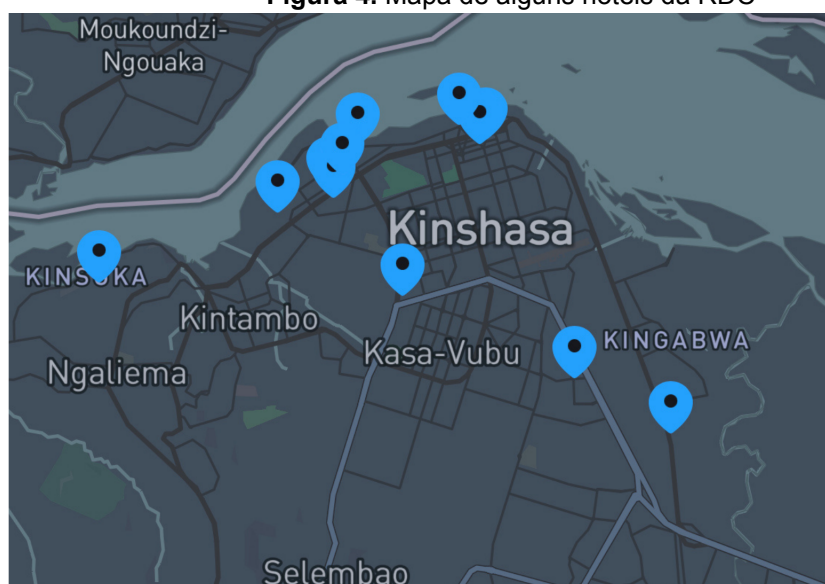 Figura 4. Mapa de alguns hotéis da RDC
Moukoundzi-
Ngouaka
Kinshasa
KINSUKA
Kintambo
Kasa-Vubu
KINGABWA
Ngaliema
Selembao